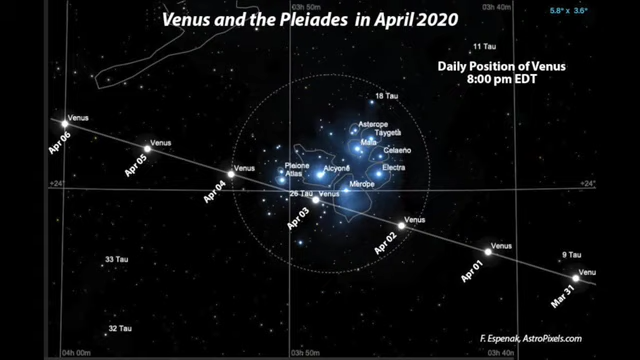 03h 50m
Venus and the Pleiades in April 2020
03h 40m
5.8° x 3.6°
11 Tau
Daily Position of Venus
8:00 pm EDT
18 Tau
Asterope
Taygeta
Venus
Apr 06
Maia
Celaeno
Venus
Apr 05
Pleione
Atlas
Alcyone
Electra
Venus
Apr 04
Merope
+24°
+24°
26 Tau
Venus
Apr 03
Venus
Apr 02
Venus
Apr 01
9 Tau
33 Tau
Venu
Mar 31
32 Tau
F. Espenak, AstroPixels.com
04h 00m
03h 50m
03h 40m